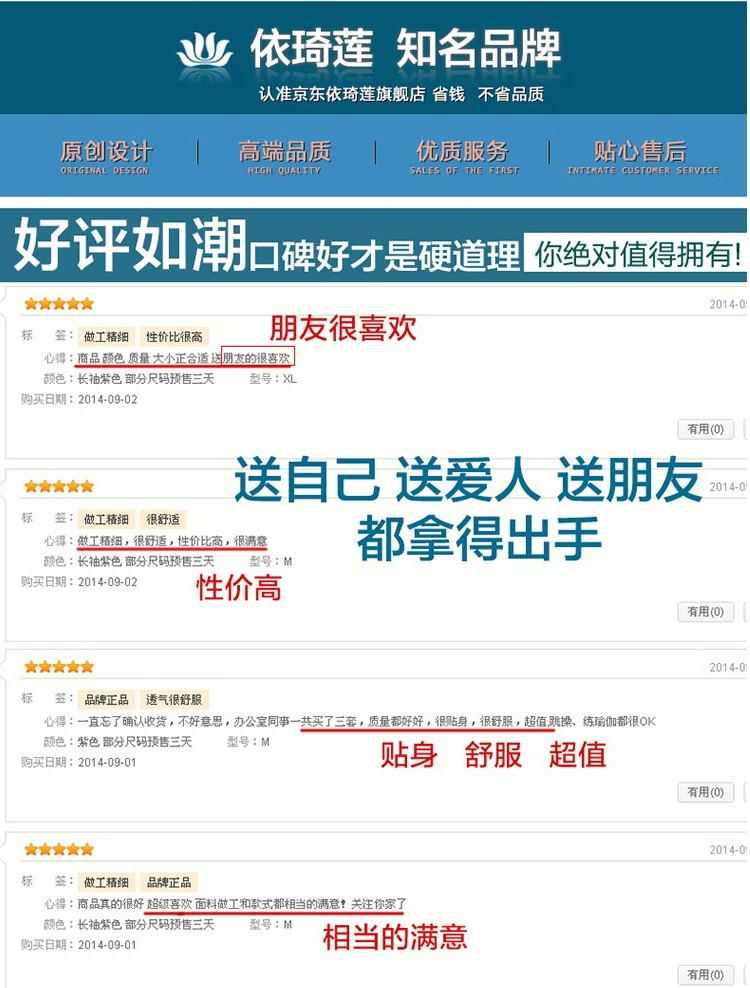 依琦莲 知名品牌
认准京东依琦莲旗舰店 省钱 不省品质
原创设计
ORIGINAL DESIGN
高端品质
HIGH QUALITY
优质服务
SALES OF THE FIRST
贴心售后
INTIMATE CUSTOMER SERVICE
好评如潮 口碑好才是硬道理 你绝对值得拥有!
2014-0
朋友很喜欢
标 签: 做工精细 性价比很高
心得: 商品 颜色 质量 大小正合适 送朋友的很喜欢
颜色: 长袖紫色 部分尺码预售三天 型号: XL
购买日期: 2014-09-02
有用(0)
送自己 送爱人 送朋友
都拿得出手
2014-0
标 签: 做工精细 很舒适
心得: 做工精细，很舒适，性价比高，很满意
颜色: 长袖紫色 部分尺码预售三天 型号: M
购买日期: 2014-09-02
性价高
有用(0)
2014-0
标 签: 品牌正品 透气很舒服
心得: 一直忘了确认收货，不好意思，办公室同事一共买了三套，质量都好好，很贴身，很舒服，超值,跳操、练瑜伽都很OK
颜色: 紫色 部分尺码预售三天 型号: M
购买日期: 2014-09-01
贴身 舒服 超值
有用(0)
2014-0
标 签: 做工精细 品牌正品
心得: 商品真的很好 超级喜欢 面料做工和款式都相当的满意！ 关注你家了
颜色: 长袖紫色 部分尺码预售三天 型号: M
购买日期: 2014-09-01
相当的满意
有用(0)